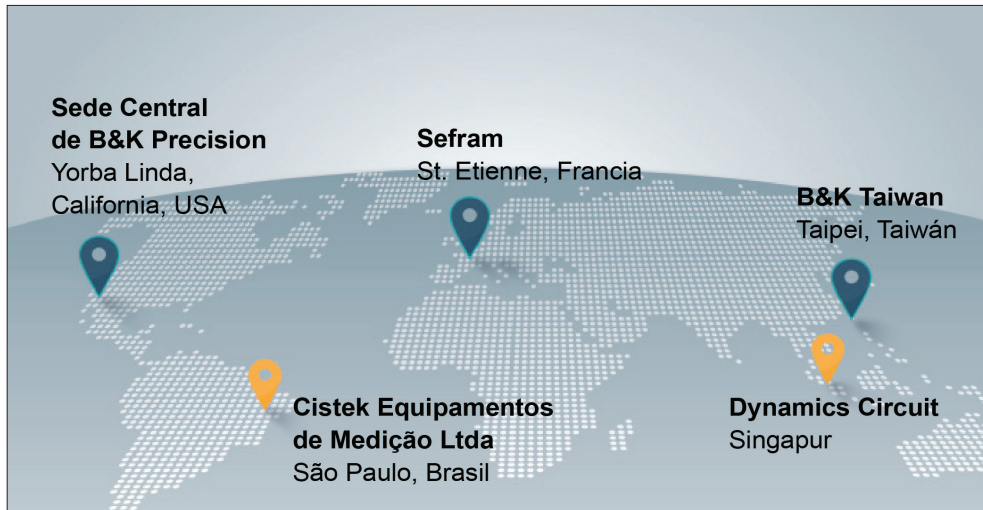 Sede Central
de B&K Precision
Yorba Linda,
California, USA
Sefram
St. Etienne, Francia
B&K Taiwan
Taipei, Taiwán
Cistek Equipamentos
de Medição Ltda
São Paulo, Brasil
Dynamics Circuit
Singapur